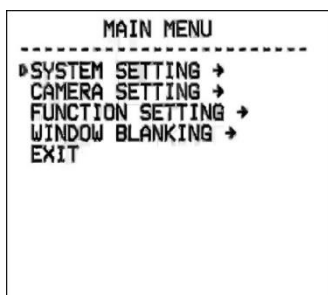 MAIN MENU
SYSTEM SETTING →
CAMERA SETTING →
FUNCTION SETTING →
WINDOW BLANKING →
EXIT